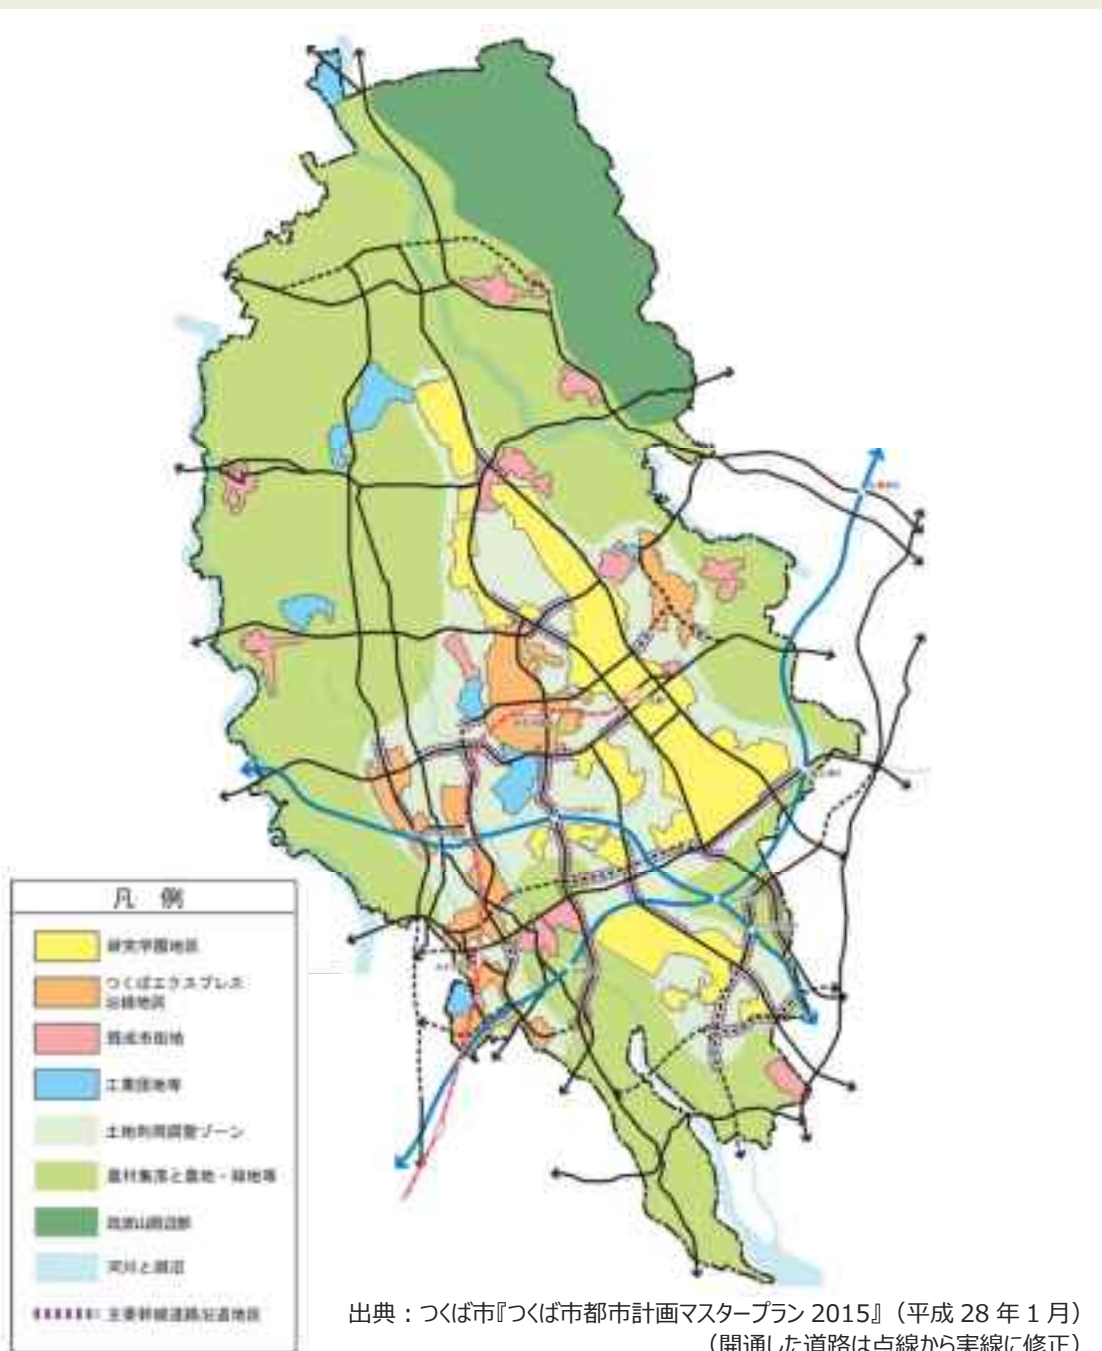 凡 例
研究学園地区
つくばエクスプレス
沿線地区
既成市街地
工業団地等
土地利用調整ゾーン
農村集落と農地・緑地等
筑波山周辺部
河川と湖沼
主要幹線道路沿道地区
出典：つくば市『つくば市都市計画マスタープラン 2015』（平成 28 年 1 月）
（開通した道路は点線から実線に修正）